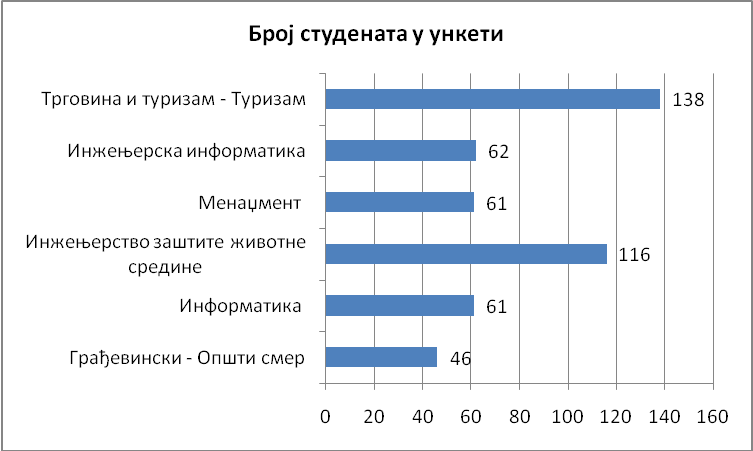 Број студената у ункети
Трговина и туризам - Туризам
138
Инжењерска информатика
62
Менаџмент
61
Инжењерство заштите животне
средине
116
Информатика
61
Грађевински - Општи смер
46
0 20 40 60 80 100 120 140 160